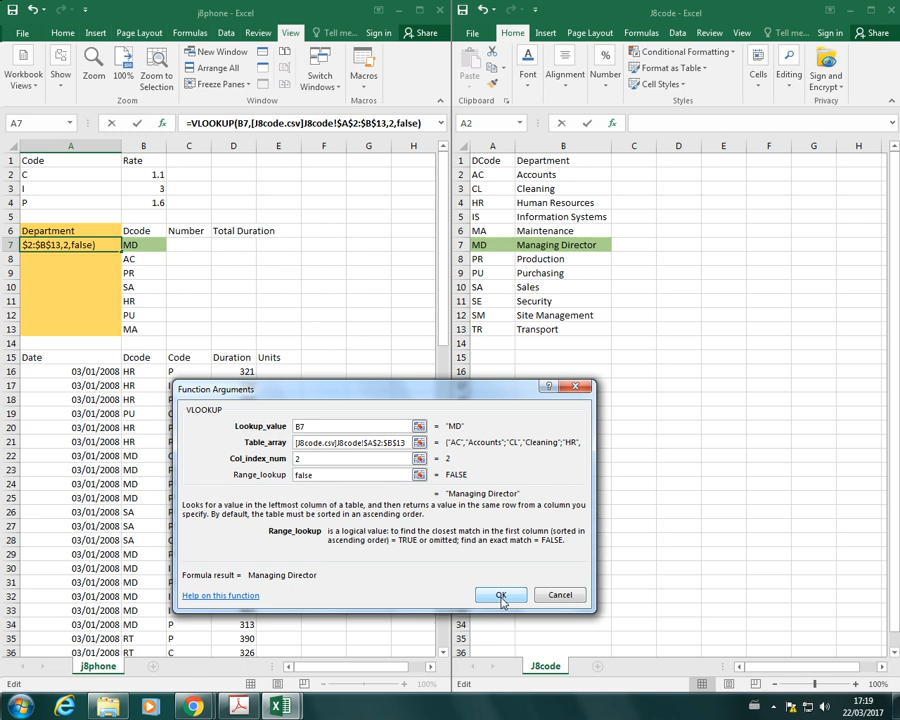 j8phone - Excel
File Home Insert Page Layout Formulas Data Review View Tell me... Sign in Share
Workbook Views Show Zoom 100% Zoom to Selection New Window Arrange All Freeze Panes Switch Windows Macros
Zoom Window Macros
A7 fx =VLOOKUP(B7,[J8code.csv]J8code!$A$2:$B$13,2,false)
A B C D E F G H
1 Code Rate
2 C 1.1
3 I 3
4 P 1.6
5
6 Department Dcode Number Total Duration
7 $2:$B$13,2,false) MD
8 AC
9 PR
10 SA
11 HR
12 PU
13 MA
14
15 Date Dcode Code Duration Units
16 03/01/2008 HR P 321
17 03/01/2008 HR
18 03/01/2008 HR
19 03/01/2008 PU
20 03/01/2008 HR
21 03/01/2008 MD
22 03/01/2008 MD
23 03/01/2008 MD
24 03/01/2008 MD
25 03/01/2008 MD
26 03/01/2008 SA
27 03/01/2008 SA
28 03/01/2008 SA
29 03/01/2008 MD
30 03/01/2008 MD
31 03/01/2008 MD
32 03/01/2008 MD
33 03/01/2008 MD
34 03/01/2008 MD P 313
35 03/01/2008 RT P 390
36 03/01/2008 RT C 326
j8phone
Edit 100%
J8code - Excel
File Home Insert Page Layout Formulas Data Review View Tell me... Sign in Share
Paste Font Alignment Number Conditional Formatting Format as Table Cell Styles Cells Editing Sign and Encrypt
Clipboard Styles Privacy
A2 fx
A B C D E F G H
1 DCode Department
2 AC Accounts
3 CL Cleaning
4 HR Human Resources
5 IS Information Systems
6 MA Maintenance
7 MD Managing Director
8 PR Production
9 PU Purchasing
10 SA Sales
11 SE Security
12 SM Site Management
13 TR Transport
14
15
16
17
34
35
36
J8code
Edit 100%
Function Arguments
VLOOKUP
Lookup_value B7 = "MD"
Table_array [J8code.csv]J8code!$A$2:$B$13 = {"AC","Accounts";"CL","Cleaning";"HR",
Col_index_num 2 = 2
Range_lookup false = FALSE
= "Managing Director"
Looks for a value in the leftmost column of a table, and then returns a value in the same row from a column you
specify. By default, the table must be sorted in an ascending order.
Range_lookup is a logical value: to find the closest match in the first column (sorted in
ascending order) = TRUE or omitted; find an exact match = FALSE.
Formula result = Managing Director
Help on this function OK Cancel
17:19
22/03/2017